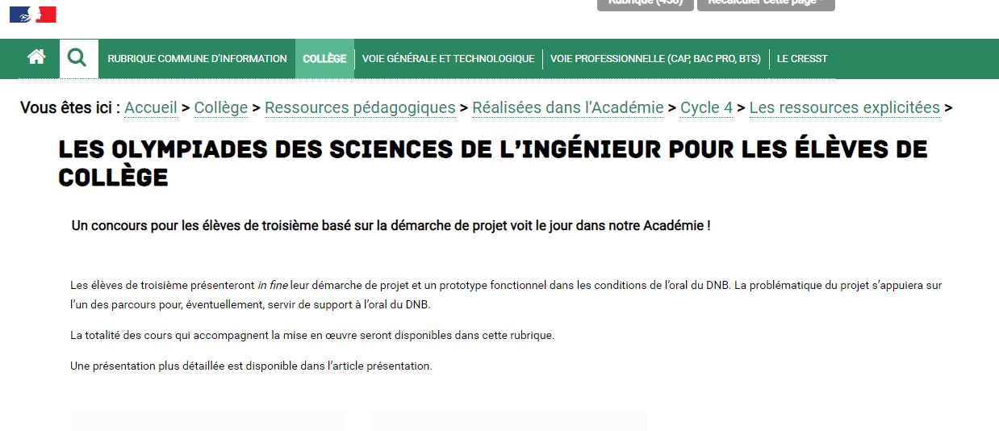 Rubrique (456) Recalculer cette page
RUBRIQUE COMMUNE D'INFORMATION COLLÈGE VOIE GÉNÉRALE ET TECHNOLOGIQUE VOIE PROFESSIONNELLE (CAP, BAC PRO, BTS) LE CRESST
Vous êtes ici : Accueil > Collège > Ressources pédagogiques > Réalisées dans l'Académie > Cycle 4 > Les ressources explicitées >
LES OLYMPIADES DES SCIENCES DE L'INGÉNIEUR POUR LES ÉLÈVES DE
COLLÈGE
Un concours pour les élèves de troisième basé sur la démarche de projet voit le jour dans notre Académie !
Les élèves de troisième présenteront in fine leur démarche de projet et un prototype fonctionnel dans les conditions de l'oral du DNB. La problématique du projet s'appuiera sur
l'un des parcours pour, éventuellement, servir de support à l'oral du DNB.
La totalité des cours qui accompagnent la mise en œuvre seront disponibles dans cette rubrique.
Une présentation plus détaillée est disponible dans l'article présentation.